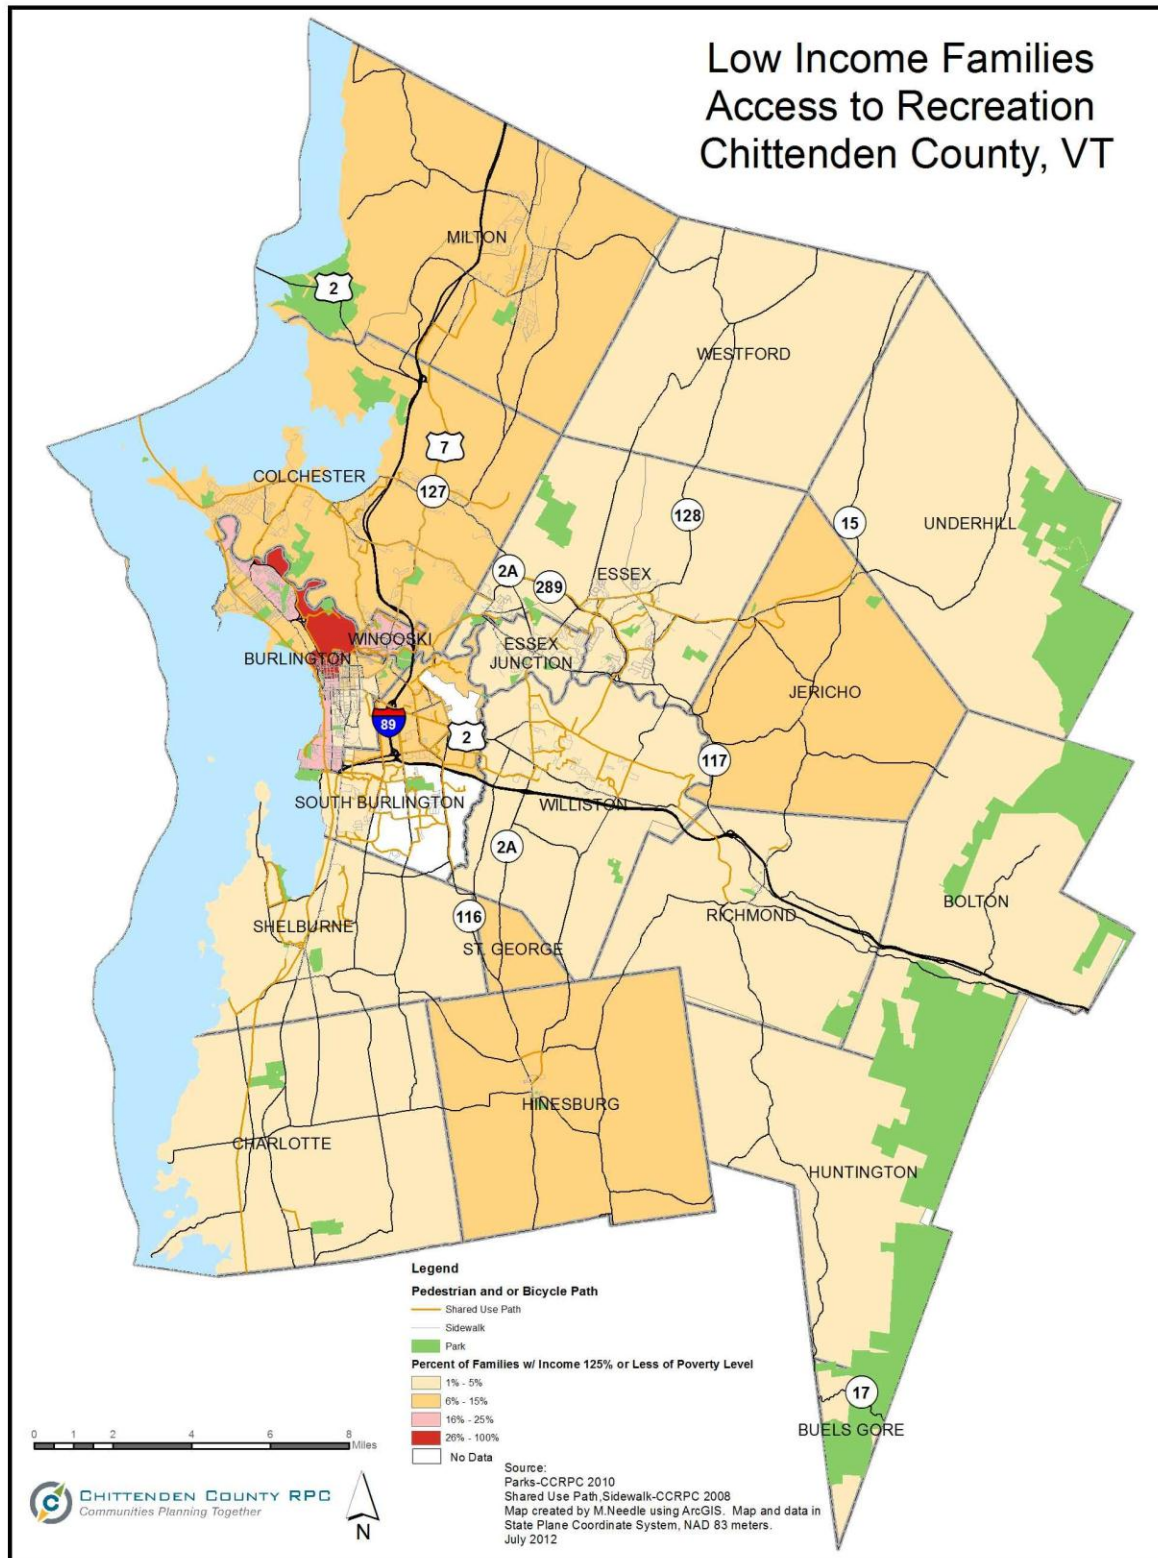 Low Income Families
Access to Recreation
Chittenden County, VT
MILTON
2
WESTFORD
7
COLCHESTER
127
128
15
UNDERHILL
2A
289
ESSEX
WINOOSKI
ESSEX
JUNCTION
BURLINGTON
JERICHO
89
2
117
SOUTH BURLINGTON
WILLISTON
2A
BOLTON
116
RICHMOND
SHELBURNE
ST. GEORGE
HINESBURG
CHARLOTTE
HUNTINGTON
17
BUELS GORE
Legend
Pedestrian and or Bicycle Path
Shared Use Path
Sidewalk
Park
Percent of Families w/ Income 125% or Less of Poverty Level
1% - 5%
6% - 15%
16% - 25%
26% - 100%
No Data
0 1 2 4 6 8
Miles
CHITTENDEN COUNTY RPC
Communities Planning Together
N
Source:
Parks-CCRPC 2010
Shared Use Path,Sidewalk-CCRPC 2008
Map created by M.Needle using ArcGIS. Map and data in
State Plane Coordinate System, NAD 83 meters.
July 2012